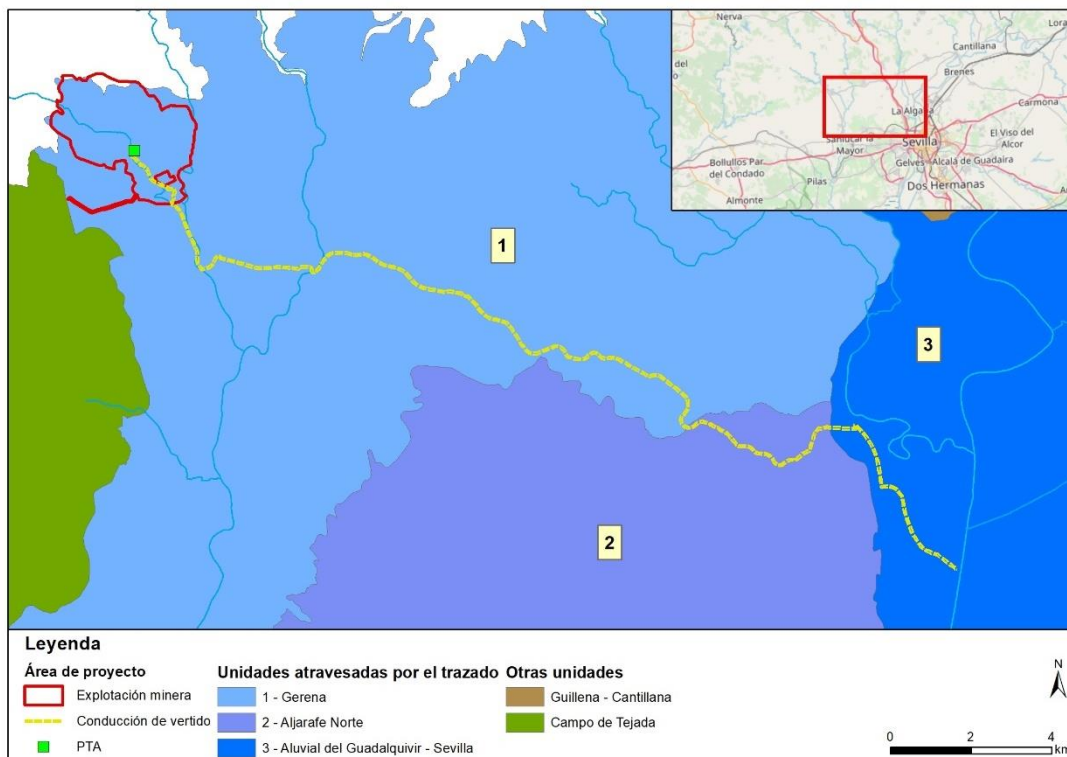 Nerva
Lora
Cantillana
del
Brenes
La Algaba
Carmona
Sanlúcar la
Mayor
Sevilla
El Viso del
Alcor
Bollullos Par.
del Condado
Gelves
Alcalá de Guadaira
Pilas
Almonte
Dos Hermanas
1
2
3
Leyenda
Área de proyecto
Explotación minera
Conducción de vertido
PTA
Unidades atravesadas por el trazado
1 - Gerena
2 - Aljarafe Norte
3 - Aluvial del Guadalquivir - Sevilla
Otras unidades
Guillena - Cantillana
Campo de Tejada
N
0 2 4
km